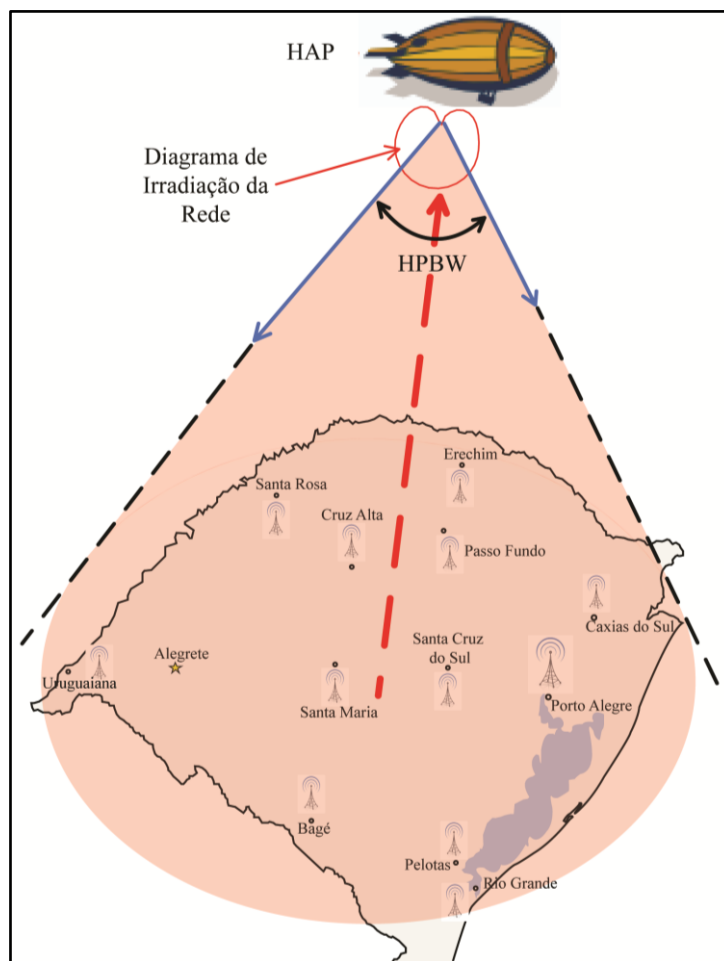 HAP
Diagrama de
Irradiação da
Rede
HPBW
Erechim
Santa Rosa
Cruz Alta
Passo Fundo
Caxias do Sul
Santa Cruz
do Sul
Alegrete
Uruguaiana
Santa Maria
Porto Alegre
Bagé
Pelotas
Rio Grande